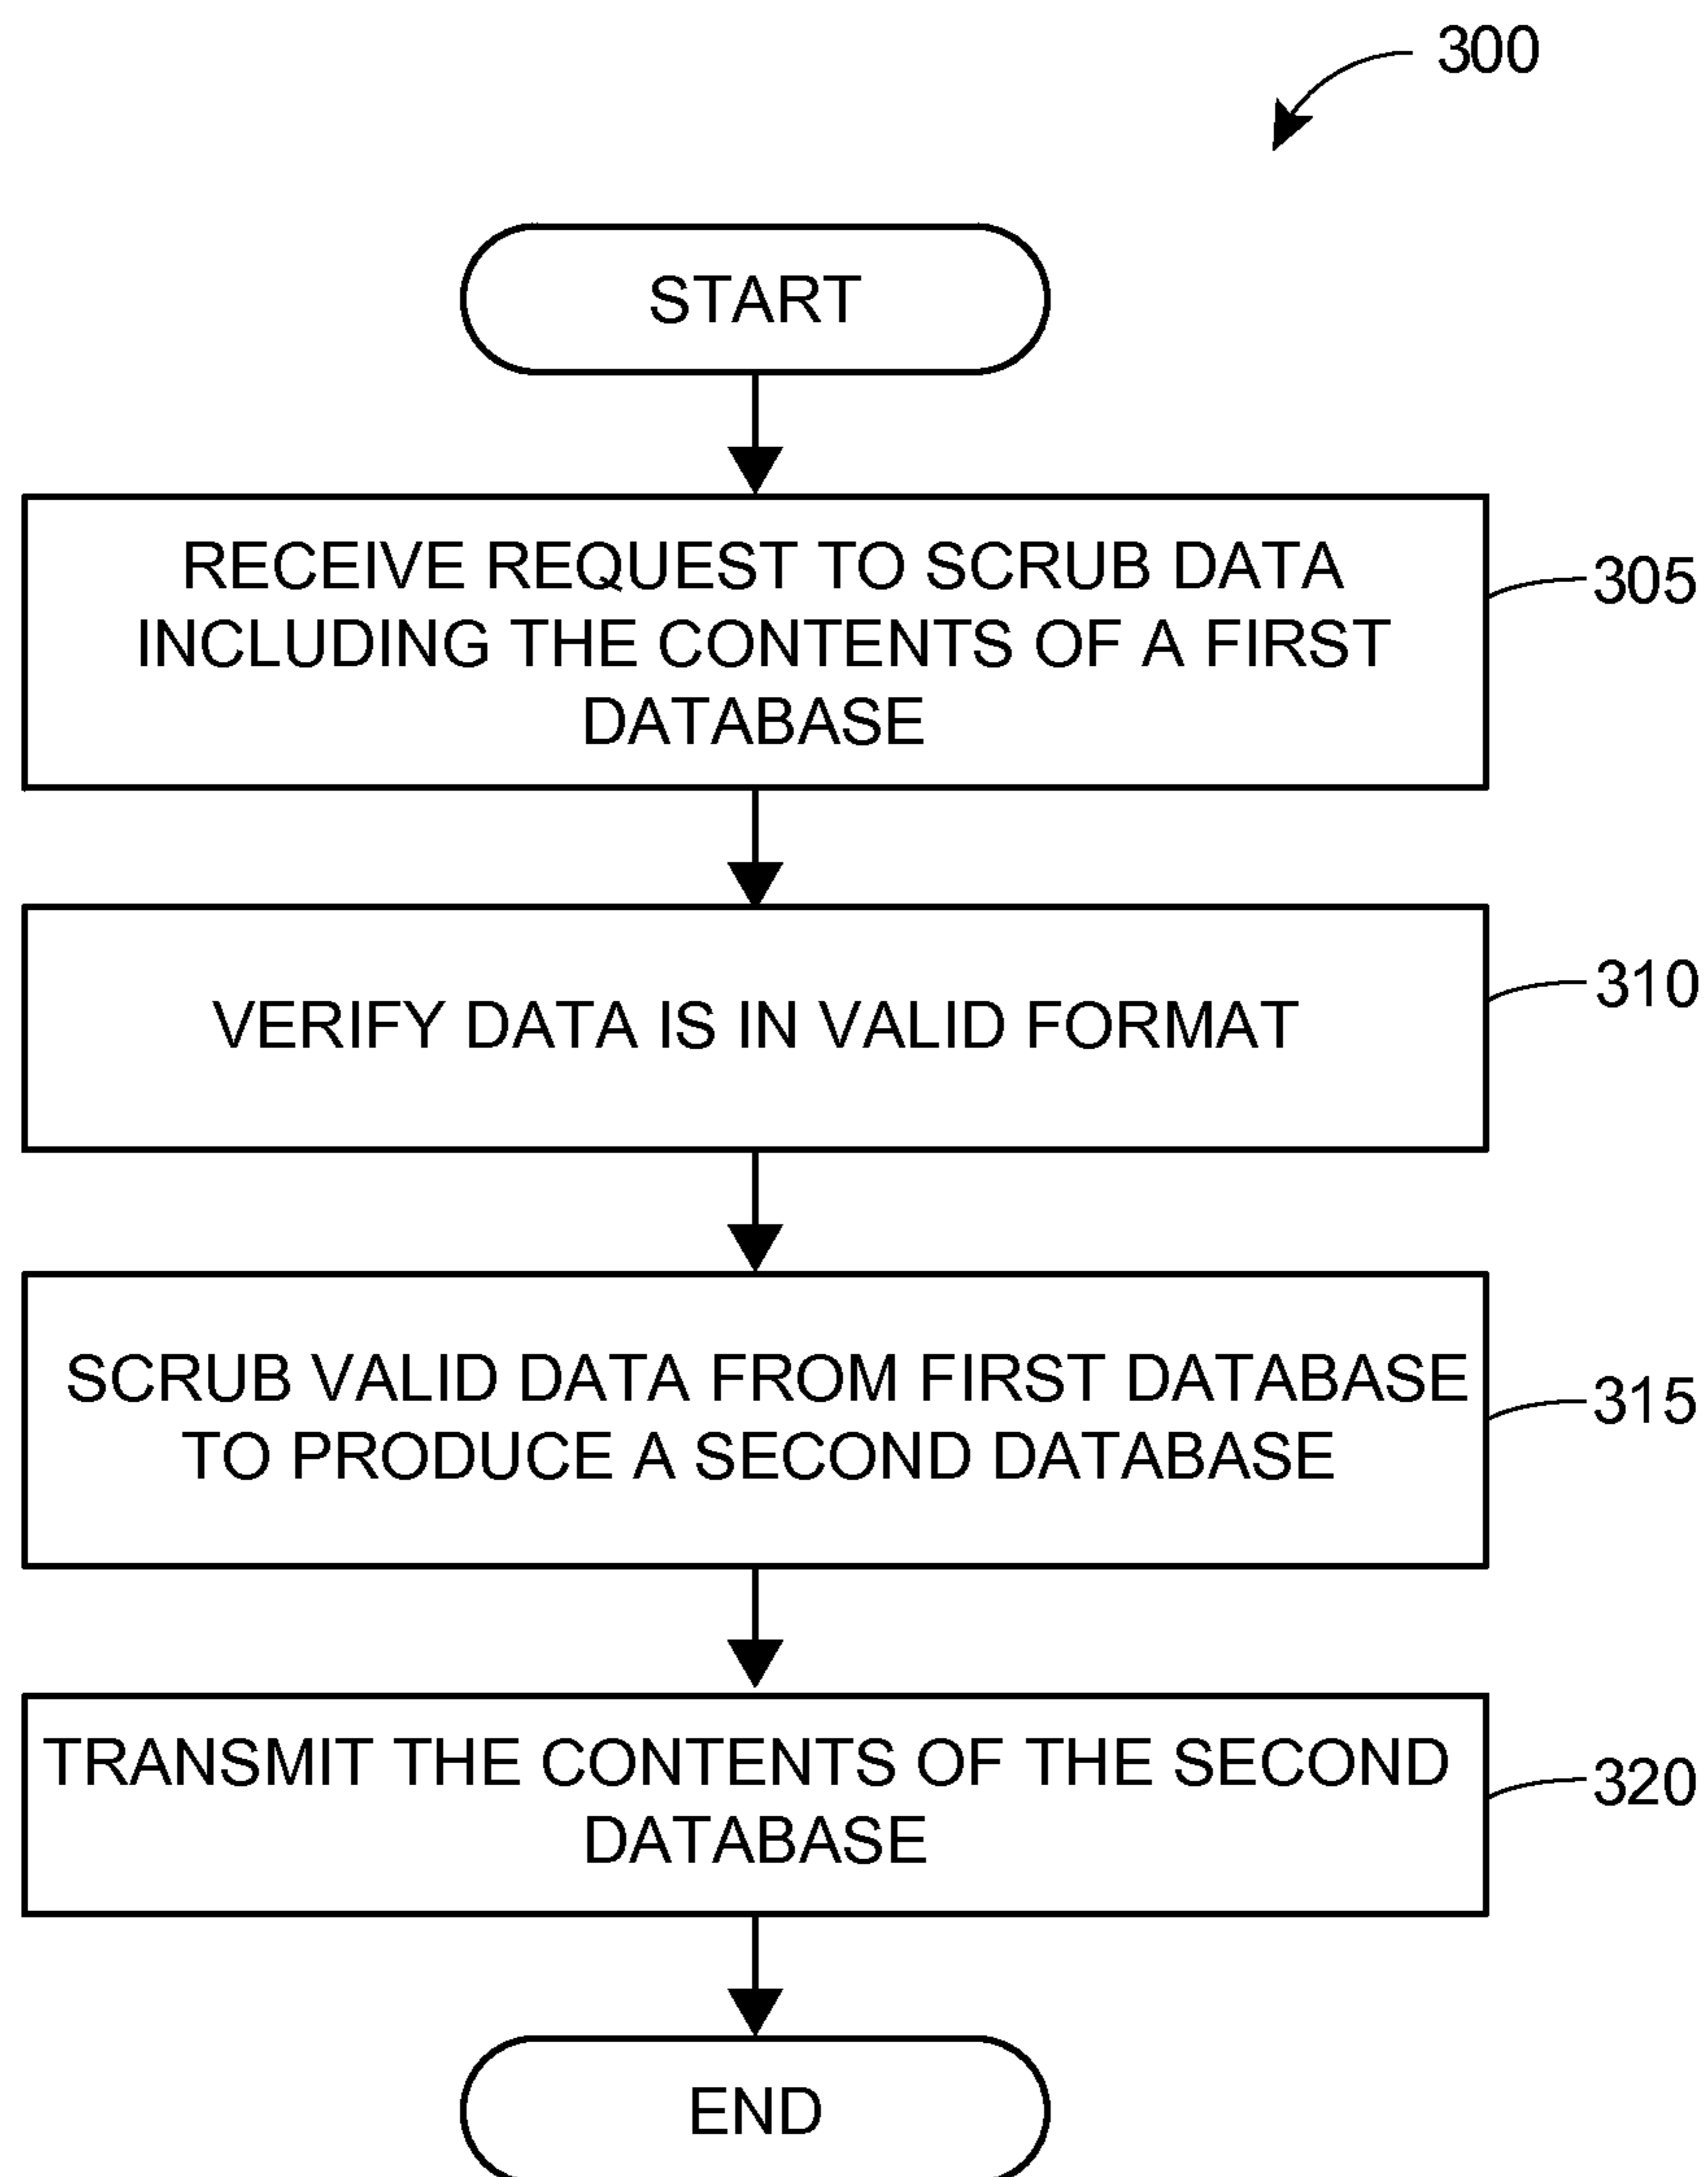 300
START
RECEIVE REQUEST TO SCRUB DATA
INCLUDING THE CONTENTS OF A FIRST
DATABASE
305
VERIFY DATA IS IN VALID FORMAT
310
SCRUB VALID DATA FROM FIRST DATABASE
TO PRODUCE A SECOND DATABASE
315
TRANSMIT THE CONTENTS OF THE SECOND
DATABASE
320
END